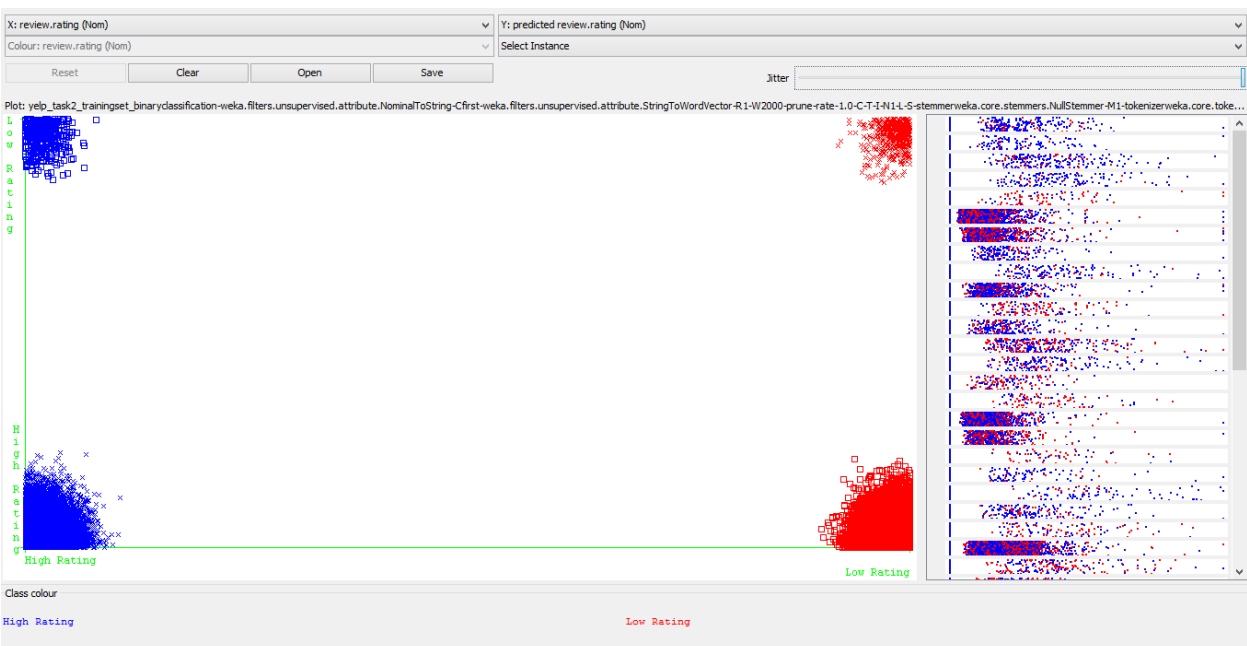 X: review.rating (Nom)
Y: predicted review.rating (Nom)
Colour: review.rating (Nom)
Select Instance
Reset
Clear
Open
Save
Jitter
Plot: yelp_task2_trainingset_binaryclassification-weka.filters.unsupervised.attribute.NominalToString-Cfirst-weka.filters.unsupervised.attribute.StringToWordVector-R1-W2000-prune-rate-1.0-C-T-I-N1-L-S-stemmerweka.core.stemmers.NullStemmer-M1-tokenizerweka.core.toke...
Low Rating
High Rating
High Rating
Low Rating
Class colour
High Rating
Low Rating